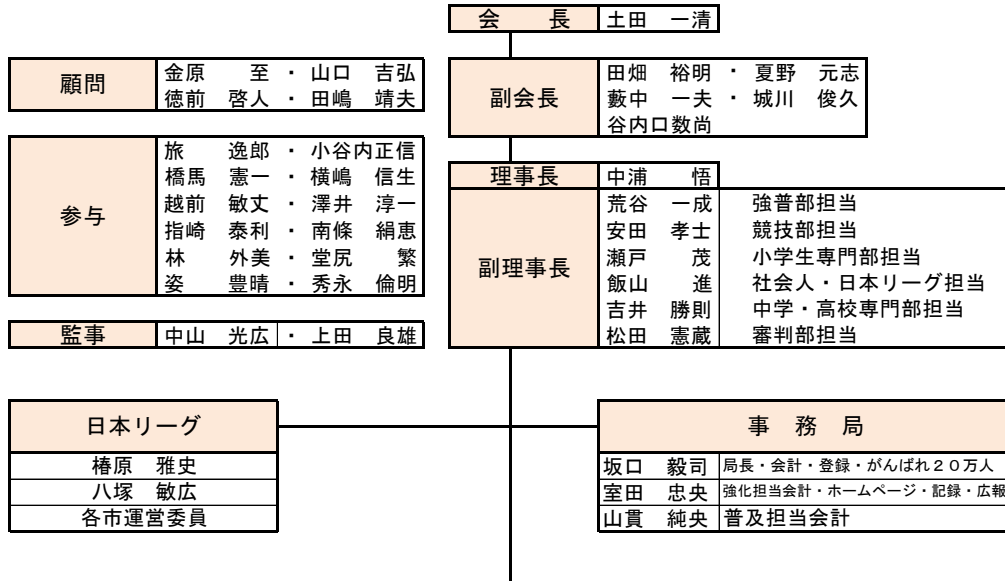 会　長　土田　一清
顧問　金原　至・山口　吉弘
徳前　啓人・田嶋　靖夫
副会長　田畑　裕明・夏野　元志
藪中　一夫・城川　俊久
谷内口数尚
参与　旅　逸郎・小谷内正信
橋馬　憲一・横嶋　信生
越前　敏丈・澤井　淳一
指崎　泰利・南條　絹恵
林　外美・堂尻　繁
姿　豊晴・秀永　倫明
監事　中山　光広・上田　良雄
理事長　中浦　悟
副理事長　荒谷　一成　強普部担当
安田　孝士　競技部担当
瀬戸　茂　小学生専門部担当
飯山　進　社会人・日本リーグ担当
吉井　勝則　中学・高校専門部担当
松田　憲蔵　審判部担当
日本リーグ
椿原　雅史
八塚　敏広
各市運営委員
事　務　局
坂口　毅司　局長・会計・登録・がんばれ２０万人
室田　忠央　強化担当会計・ホームページ・記録・広報
山貫　純央　普及担当会計